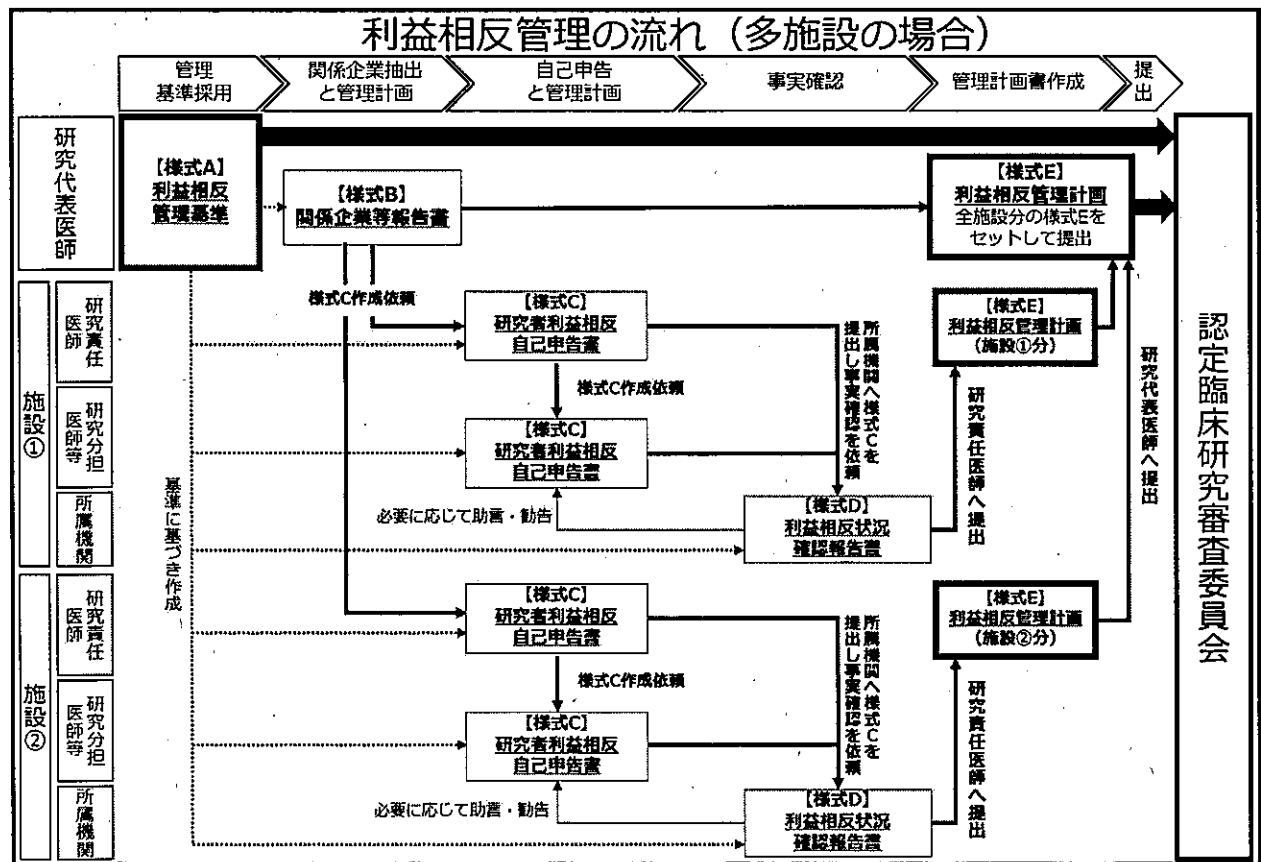 利益相反管理の流れ（多施設の場合）
管理
基準採用
関係企業抽出
と管理計画
自己申告
と管理計画
事実確認
管理計画書作成
提出
研究代表医師
【様式A】
利益相反
管理基準
【様式B】
関係企業等報告書
【様式E】
利益相反管理計画
全施設分の様式Eを
セットして提出
認定臨床研究審査委員会
様式C作成依頼
施設①
研究責任
医師
【様式C】
研究者利益相反
自己申告書
所属機関へ様式Cを
提出し事実確認を依頼
【様式E】
利益相反管理計画
(施設①分)
研究代表医師へ提出
様式C作成依頼
研究分担
医師等
【様式C】
研究者利益相反
自己申告書
研究責任医師へ提出
所属機関
必要に応じて助言・勧告
【様式D】
利益相反状況
確認報告書
基準に基づき作成
施設②
研究責任
医師
【様式C】
研究者利益相反
自己申告書
所属機関へ様式Cを
提出し事実確認を依頼
【様式E】
利益相反管理計画
(施設②分)
様式C作成依頼
研究分担
医師等
【様式C】
研究者利益相反
自己申告書
研究責任医師へ提出
所属機関
必要に応じて助言・勧告
【様式D】
利益相反状況
確認報告書